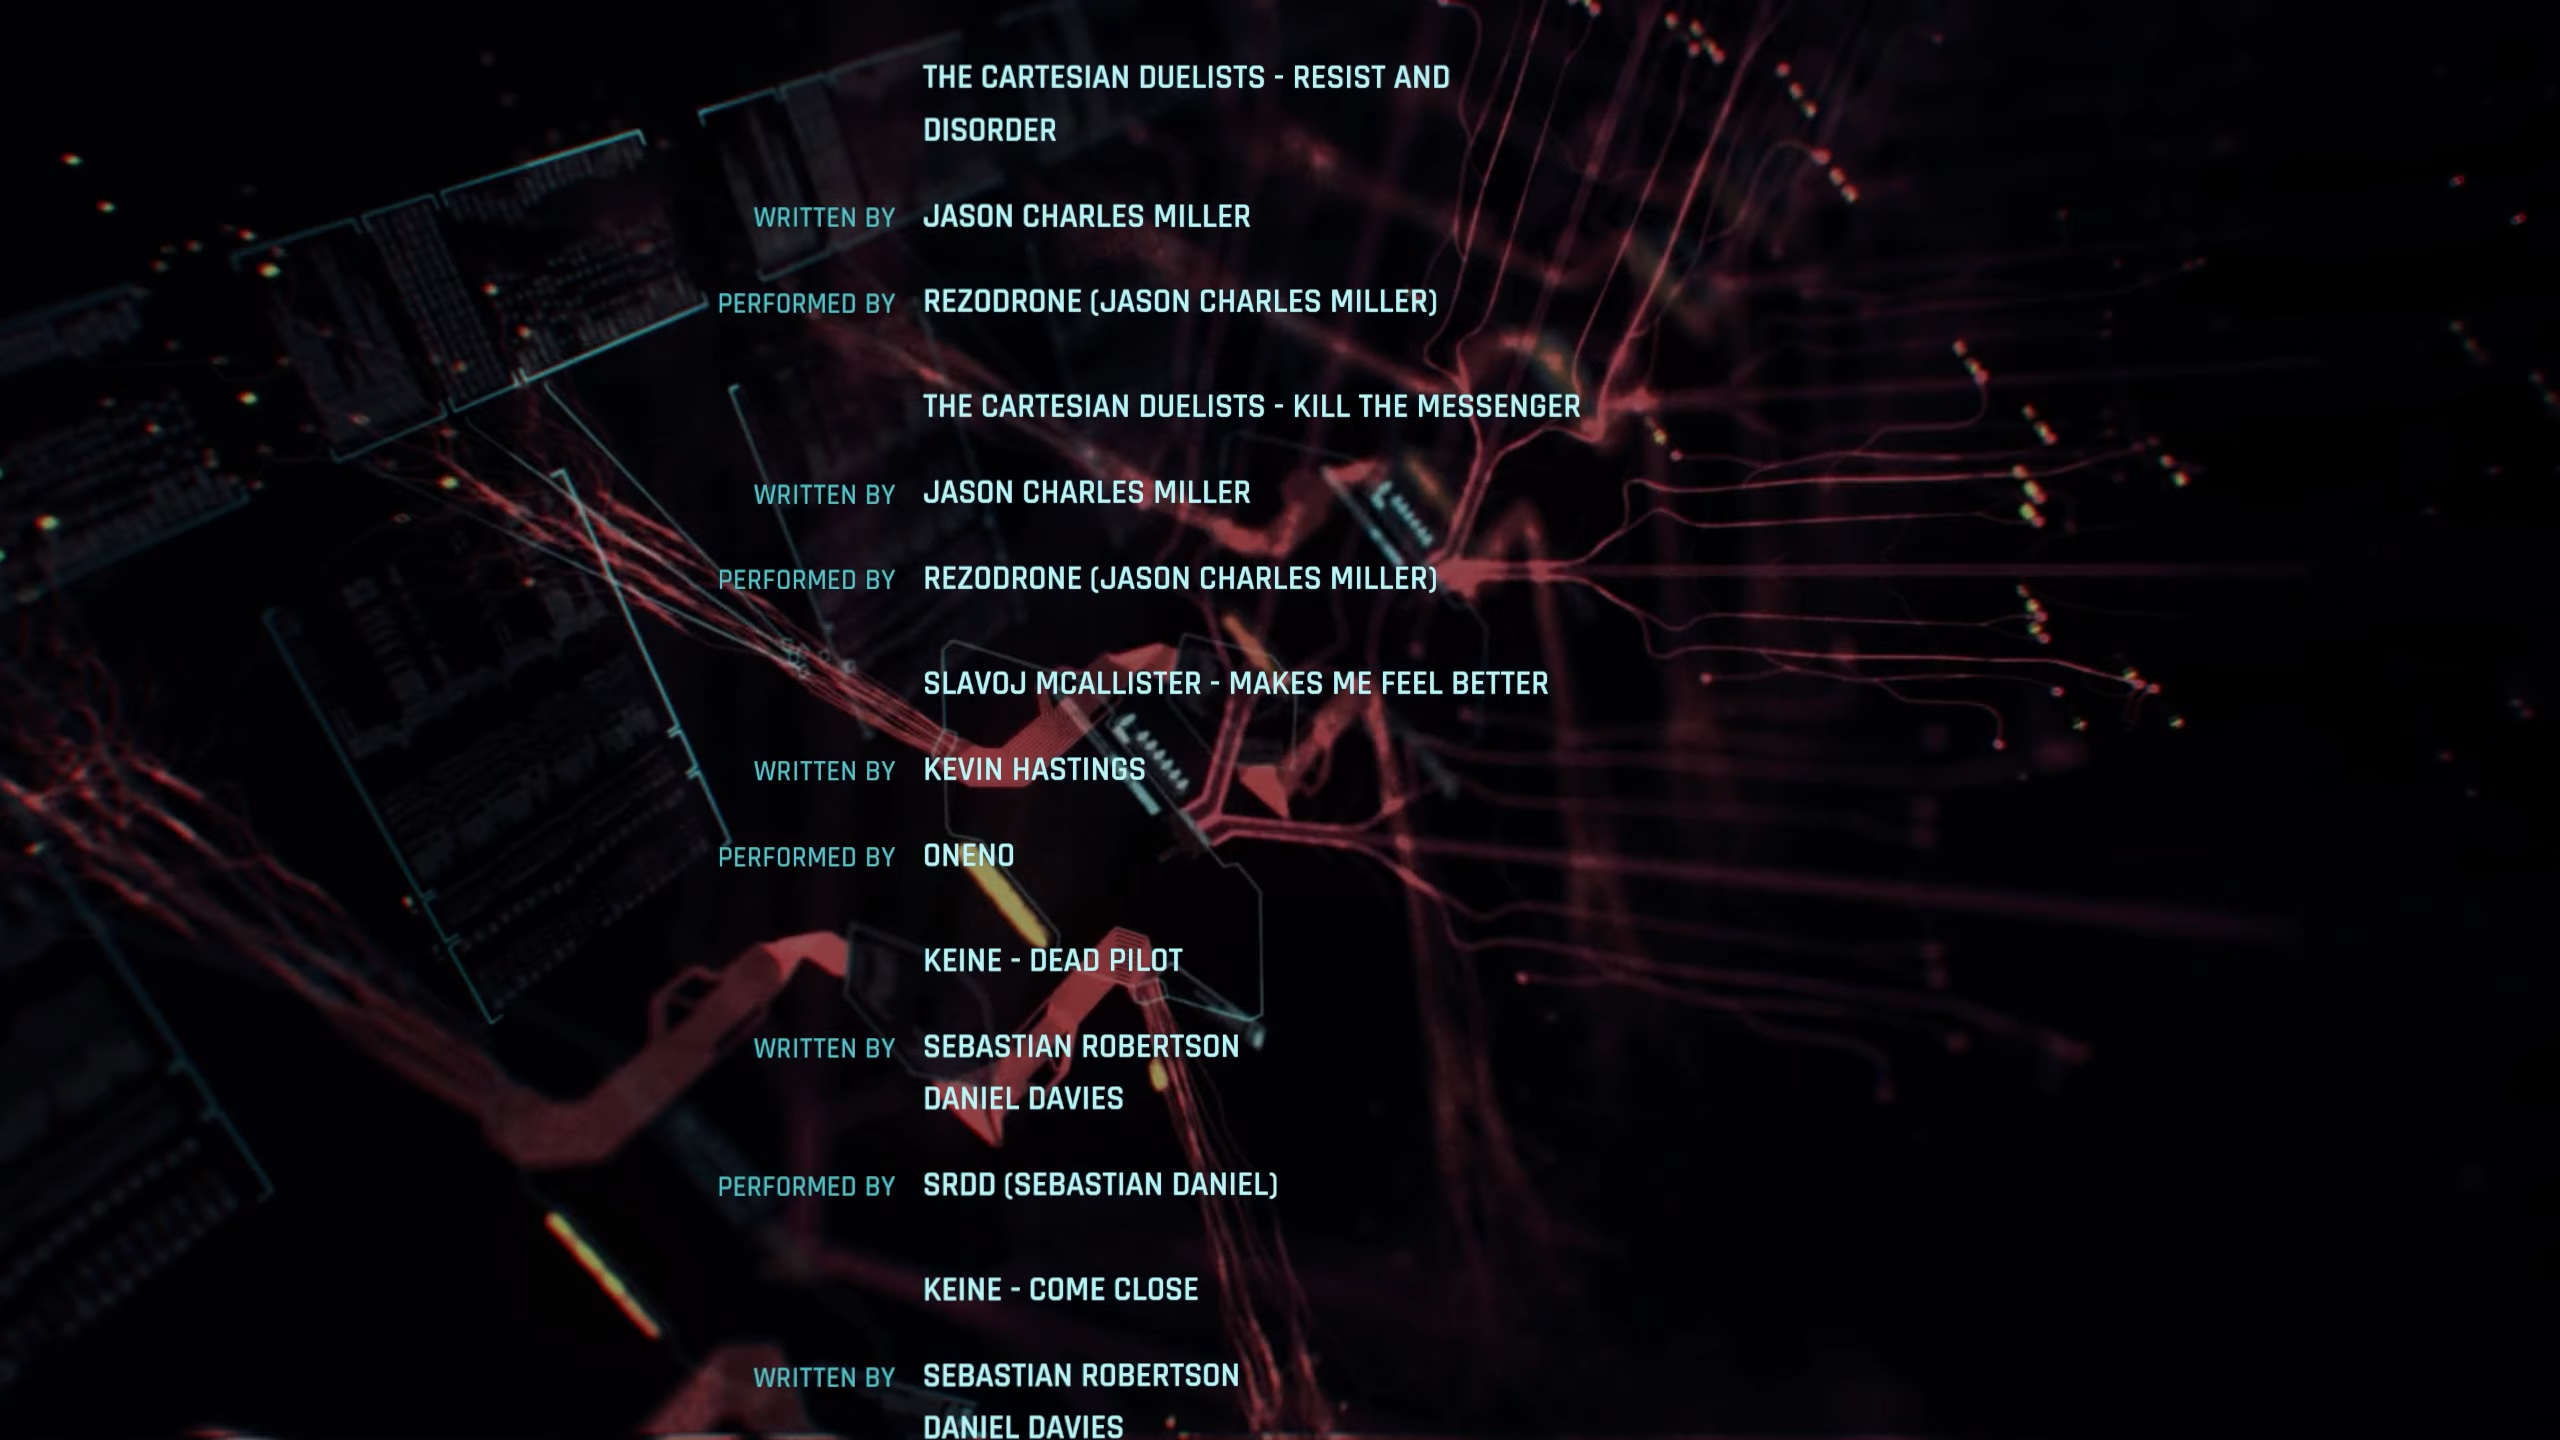 THE CARTESIAN DUELISTS - RESIST AND
DISORDER
WRITTEN BY JASON CHARLES MILLER
PERFORMED BY REZODRONE (JASON CHARLES MILLER)
THE CARTESIAN DUELISTS - KILL THE MESSENGER
WRITTEN BY JASON CHARLES MILLER
PERFORMED BY REZODRONE (JASON CHARLES MILLER)
SLAVOJ MCALLISTER - MAKES ME FEEL BETTER
WRITTEN BY KEVIN HASTINGS
PERFORMED BY ONENO
KEINE - DEAD PILOT
WRITTEN BY SEBASTIAN ROBERTSON
DANIEL DAVIES
PERFORMED BY SRDD (SEBASTIAN DANIEL)
KEINE - COME CLOSE
WRITTEN BY SEBASTIAN ROBERTSON
DANIEL DAVIES